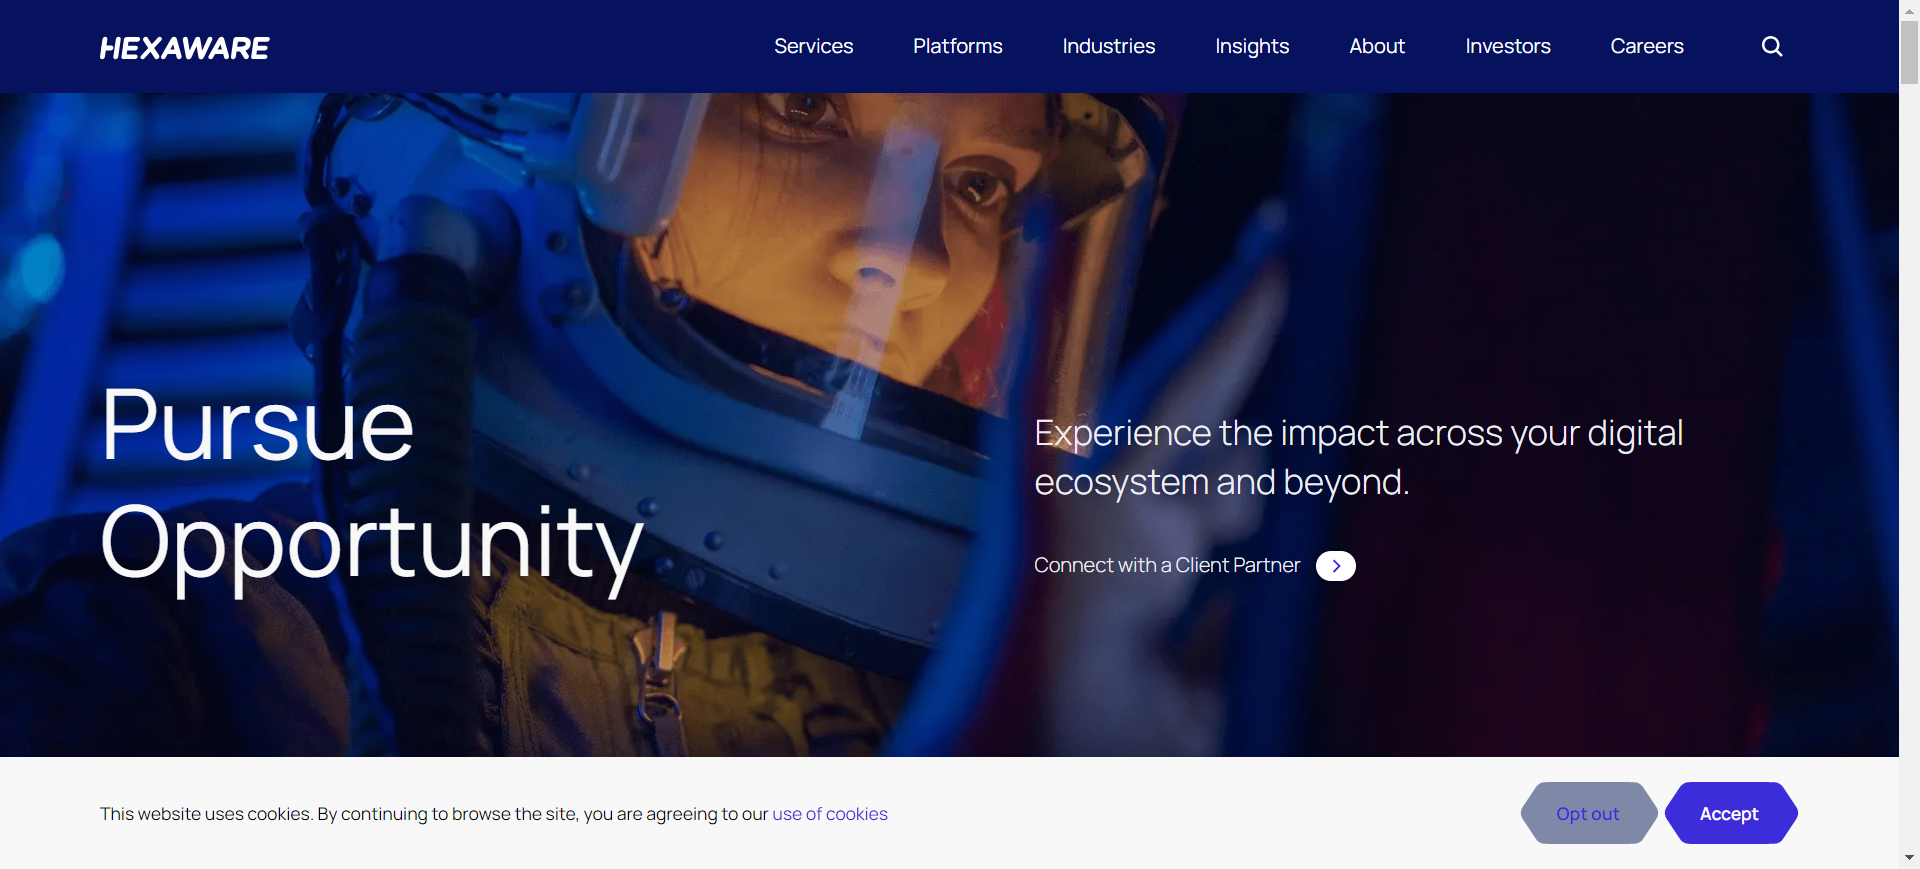 HEXAWARE
Services
Platforms
Industries
Insights
About
Investors
Careers
Pursue
Opportunity
Experience the impact across your digital
ecosystem and beyond.
Connect with a Client Partner
This website uses cookies. By continuing to browse the site, you are agreeing to our use of cookies
Opt out
Accept